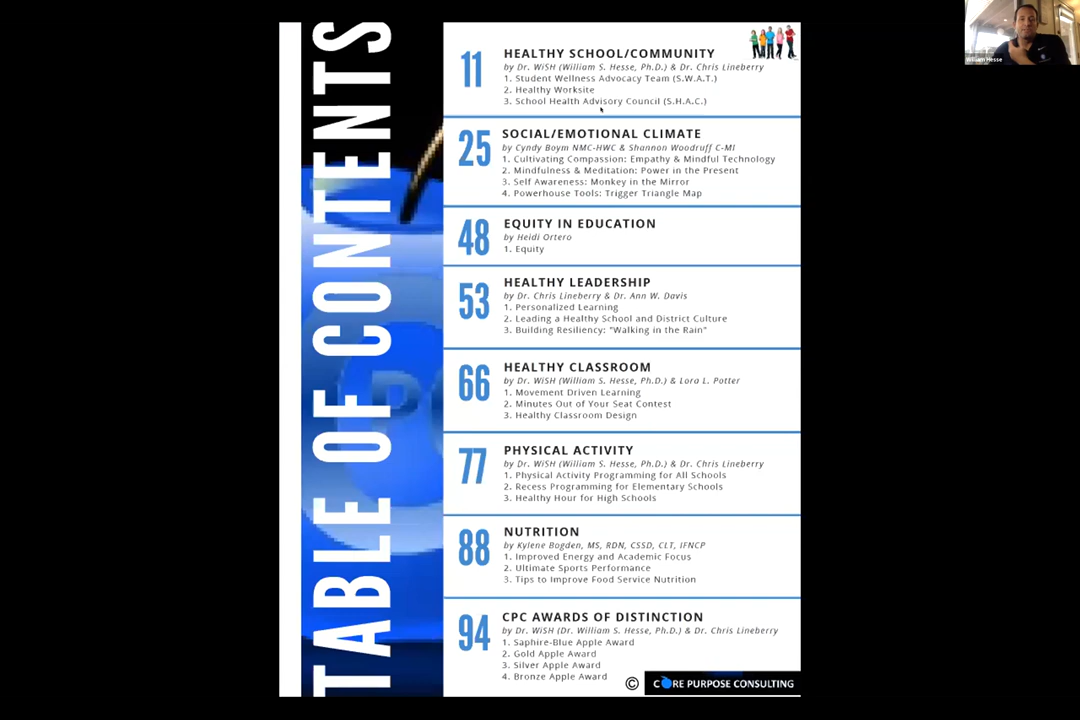 TABLE OF CONTENTS
11
HEALTHY SCHOOL/COMMUNITY
by Dr. WiSH (William S. Hesse, Ph.D.) & Dr. Chris Lineberry
1. Student Wellness Advocacy Team (S.W.A.T.)
2. Healthy Worksite
3. School Health Advisory Council (S.H.A.C.)
25
SOCIAL/EMOTIONAL CLIMATE
by Cyndy Boym NMC-HWC & Shannon Woodruff C-MI
1. Cultivating Compassion: Empathy & Mindful Technology
2. Mindfulness & Meditation: Power in the Present
3. Self Awareness: Monkey in the Mirror
4. Powerhouse Tools: Trigger Triangle Map
48
EQUITY IN EDUCATION
by Heidi Ortero
1. Equity
53
HEALTHY LEADERSHIP
by Dr. Chris Lineberry & Dr. Ann W. Davis
1. Personalized Learning
2. Leading a Healthy School and District Culture
3. Building Resiliency: "Walking in the Rain"
66
HEALTHY CLASSROOM
by Dr. WiSH (William S. Hesse, Ph.D.) & Lora L. Potter
1. Movement Driven Learning
2. Minutes Out of Your Seat Contest
3. Healthy Classroom Design
77
PHYSICAL ACTIVITY
by Dr. WiSH (William S. Hesse, Ph.D.) & Dr. Chris Lineberry
1. Physical Activity Programming for All Schools
2. Recess Programming for Elementary Schools
3. Healthy Hour for High Schools
88
NUTRITION
by Kylene Bogden, MS, RDN, CSSD, CLT, IFNCP
1. Improved Energy and Academic Focus
2. Ultimate Sports Performance
3. Tips to Improve Food Service Nutrition
94
CPC AWARDS OF DISTINCTION
by Dr. WiSH (Dr. William S. Hesse, Ph.D.) & Dr. Chris Lineberry
1. Saphire-Blue Apple Award
2. Gold Apple Award
3. Silver Apple Award
4. Bronze Apple Award
© CORE PURPOSE CONSULTING
William Hesse